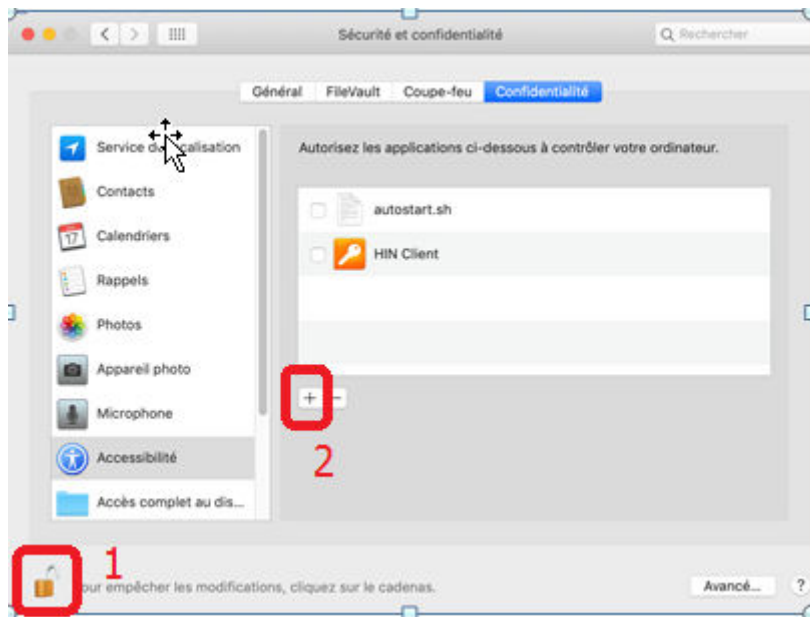 Sécurité et confidentialité
Rechercher
Général FileVault Coupe-feu Confidentialité
Service de localisation
Autorisez les applications ci-dessous à contrôler votre ordinateur.
Contacts
autostart.sh
17
Calendriers
HIN Client
Rappels
Photos
Appareil photo
+ −
Microphone
2
Accessibilité
Accès complet au dis...
1
our empêcher les modifications, cliquez sur le cadenas.
Avancé... ?